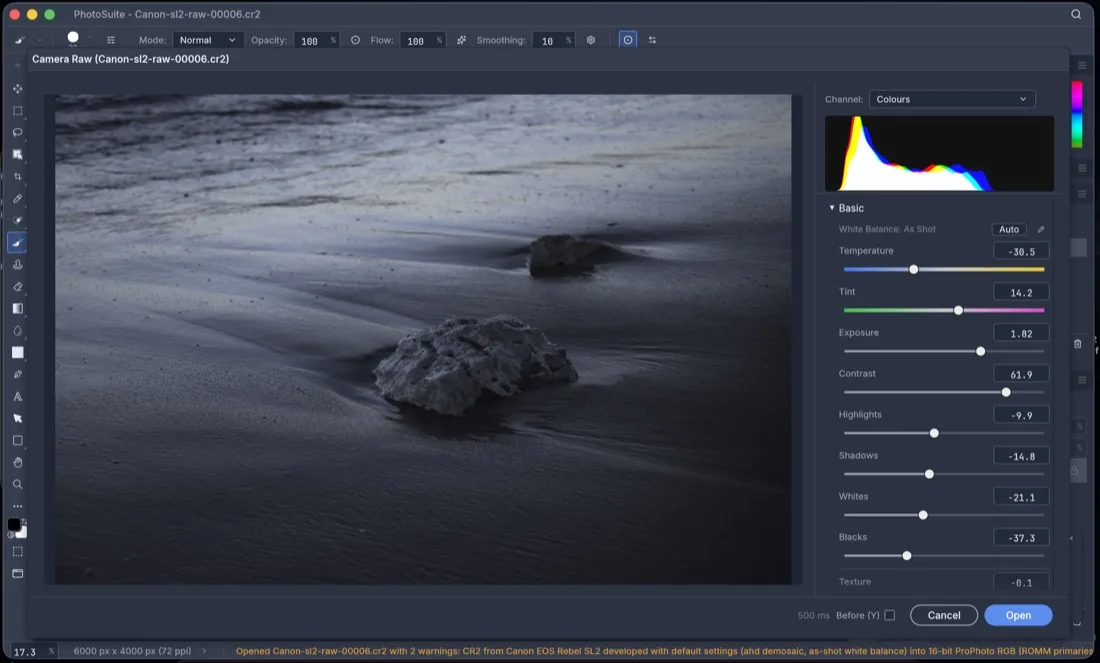 PhotoSuite - Canon-sl2-raw-00006.cr2
Mode: Normal Opacity: 100 % Flow: 100 % Smoothing: 10 %
Camera Raw (Canon-sl2-raw-00006.cr2)
Channel: Colours
Basic
White Balance: As Shot Auto
Temperature -30.5
Tint 14.2
Exposure 1.82
Contrast 61.9
Highlights -9.9
Shadows -14.8
Whites -21.1
Blacks -37.3
Texture -0.1
500 ms Before (Y) Cancel Open
17.3 % 6000 px x 4000 px (72 ppi) Opened Canon-sl2-raw-00006.cr2 with 2 warnings: CR2 from Canon EOS Rebel SL2 developed with default settings (ahd demosaic, as-shot white balance) into 16-bit ProPhoto RGB (ROMM primaries